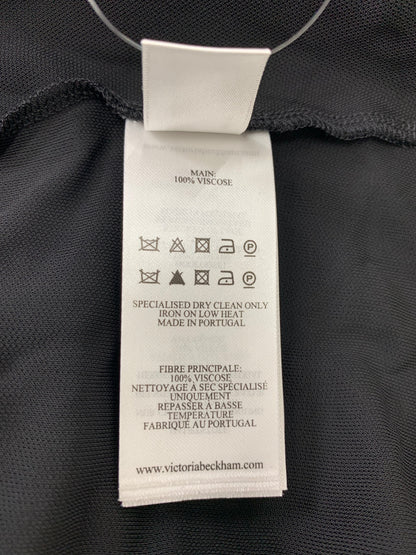 MAIN:
100% VISCOSE
P
P
SPECIALISED DRY CLEAN ONLY
IRON ON LOW HEAT
MADE IN PORTUGAL
FIBRE PRINCIPALE:
100% VISCOSE
NETTOYAGE A SEC SPÉCIALISÉ
UNIQUEMENT
REPASSER A BASSE
TEMPÉRATURE
FABRIQUÉ AU PORTUGAL
www.victoriabeckham.com